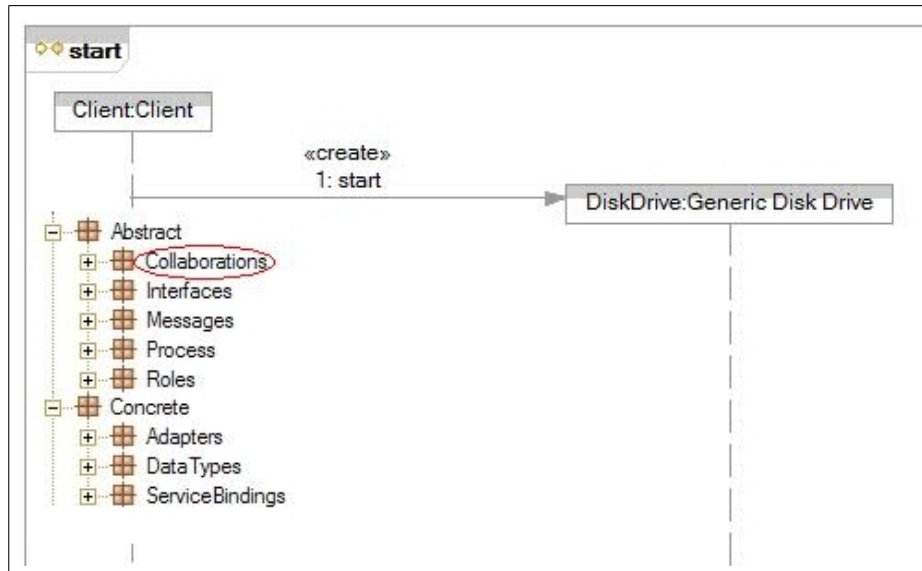 start
Client:Client
«create»
1: start
DiskDrive:Generic Disk Drive
Abstract
Collaborations
Interfaces
Messages
Process
Roles
Concrete
Adapters
DataTypes
ServiceBindings